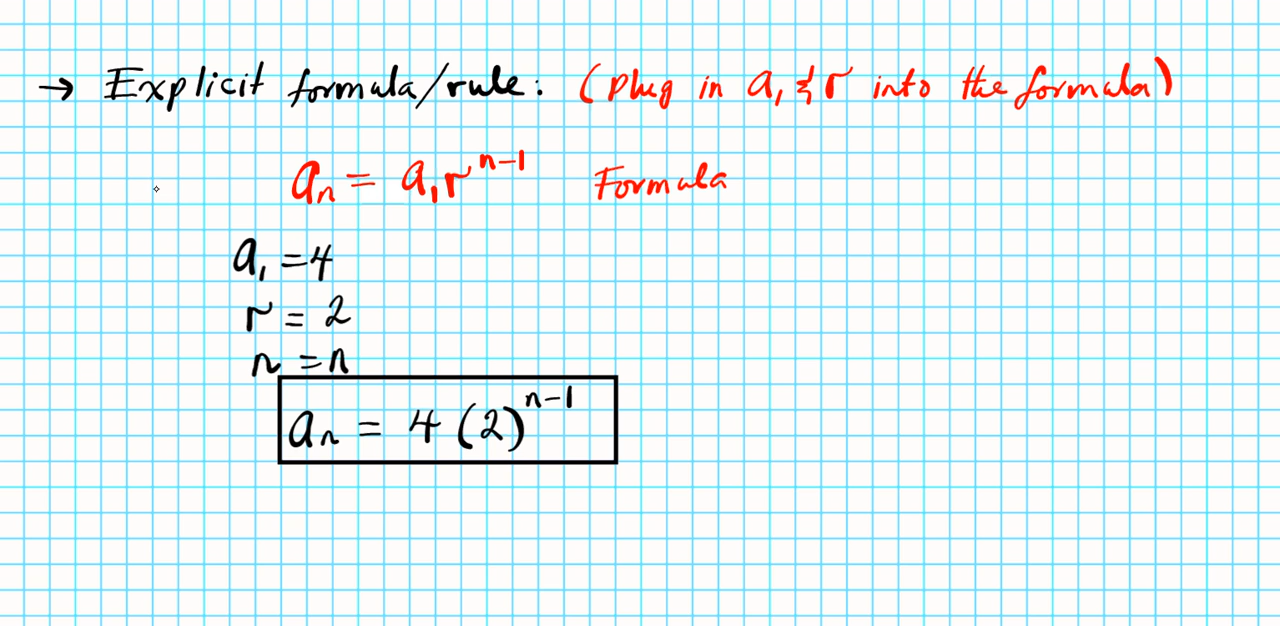 → Explicit formula/rule: (plug in a₁ & r into the formula)
aₙ = a₁rⁿ⁻¹ Formula
a₁ = 4
r = 2
n = n
aₙ = 4(2)ⁿ⁻¹